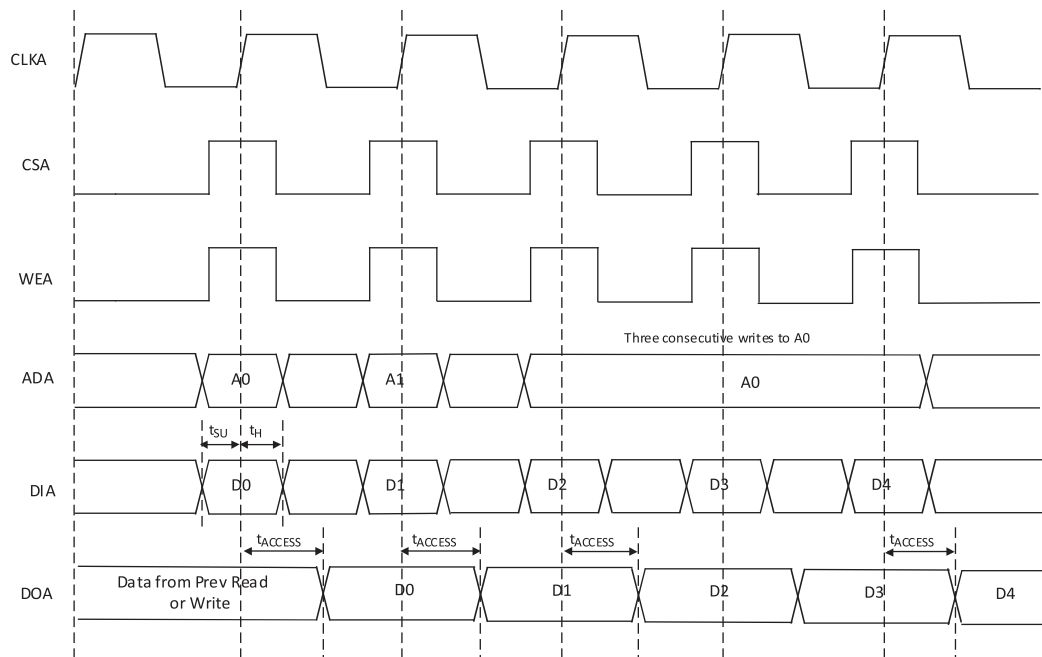 CLKA
CSA
WEA
Three consecutive writes to A0
ADA
A0
A1
A0
tSU
tH
DIA
D0
D1
D2
D3
D4
tACCESS
tACCESS
tACCESS
tACCESS
DOA
Data from Prev Read
or Write
D0
D1
D2
D3
D4